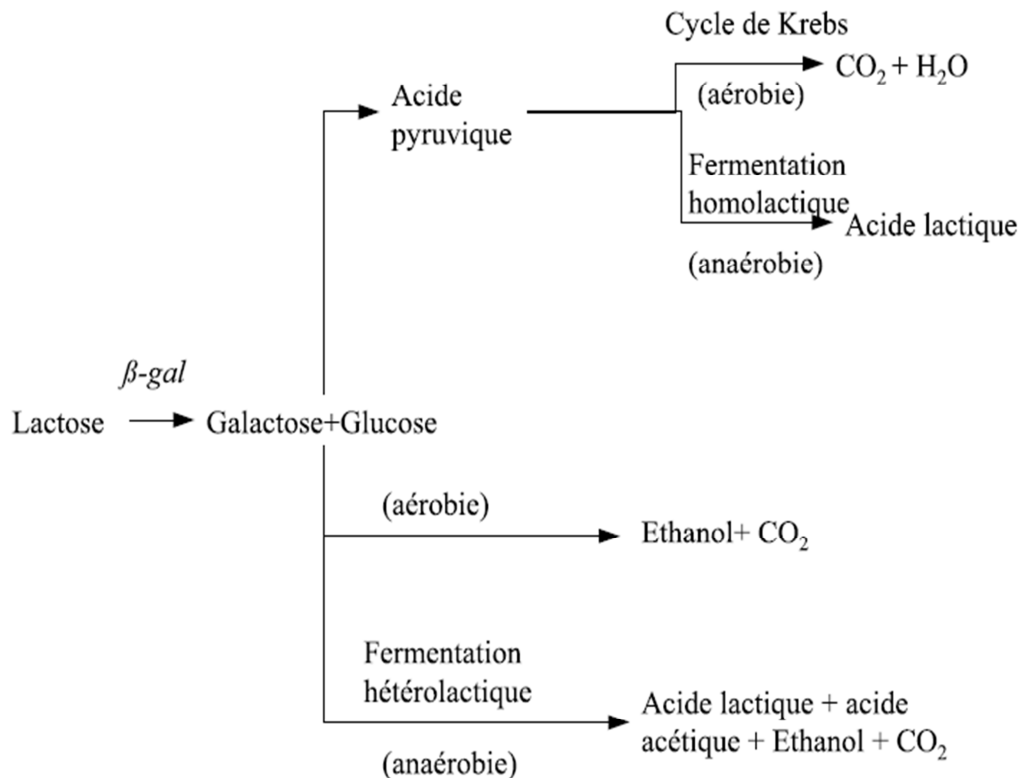 Cycle de Krebs
CO₂ + H₂O
(aérobie)
Acide
pyruvique
Fermentation
homolactique
Acide lactique
(anaérobie)
ß-gal
Lactose
Galactose+Glucose
(aérobie)
Ethanol+ CO₂
Fermentation
hétérolactique
Acide lactique + acide
acétique + Ethanol + CO₂
(anaérobie)